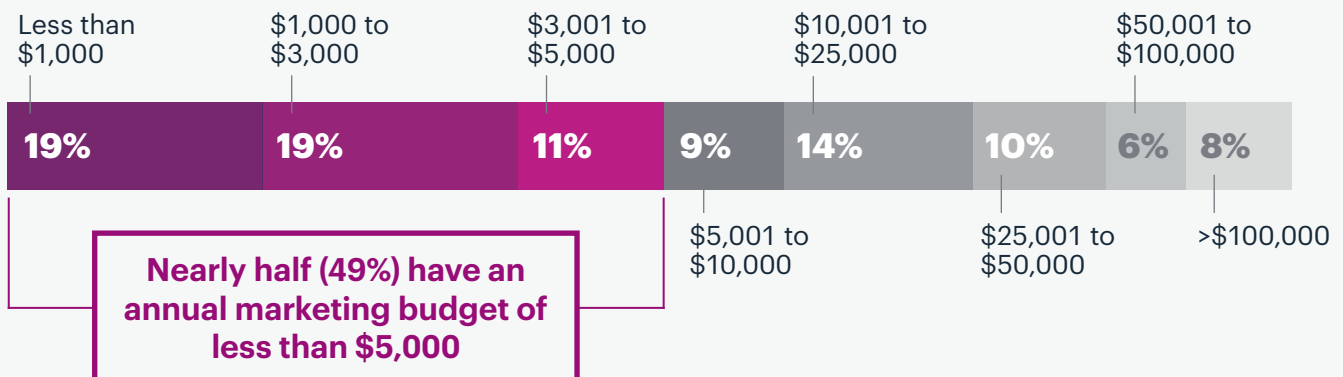 Less than
$1,000
$1,000 to
$3,000
$3,001 to
$5,000
$10,001 to
$25,000
$50,001 to
$100,000
19%
19%
11%
9%
14%
10%
6%
8%
$5,001 to
$10,000
$25,001 to
$50,000
>$100,000
Nearly half (49%) have an
annual marketing budget of
less than $5,000